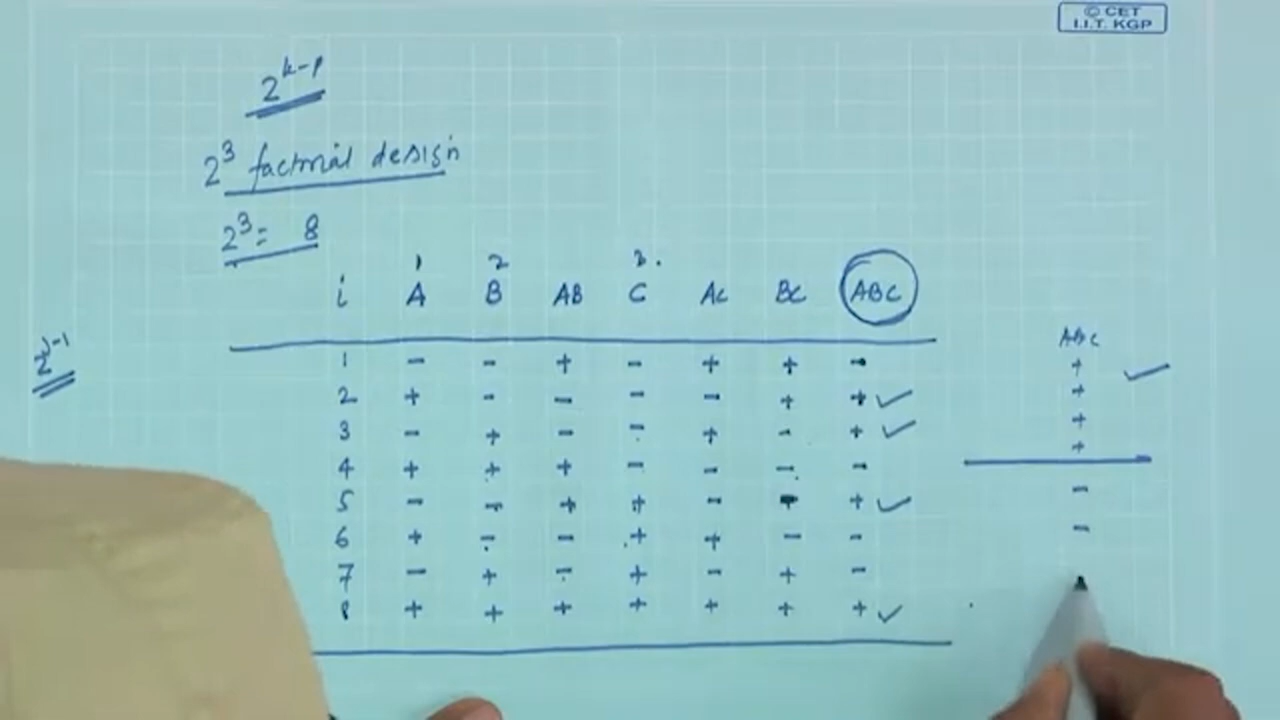 © CET
I.I.T. KGP
2^{k-p}
2^3 factorial design
2^3 = 8
1 2 3.
i A B AB C AC BC ABC
2^{J-1}
ABC
1 - - + - + + -
+ ✓
2 + - - - - + + ✓
+
3 - + - - + - + ✓
+
4 + + + - - - -
+
5 - - + + - - + ✓
-
6 + - - + + - -
-
7 - + - + - + -
8 + + + + + + + ✓